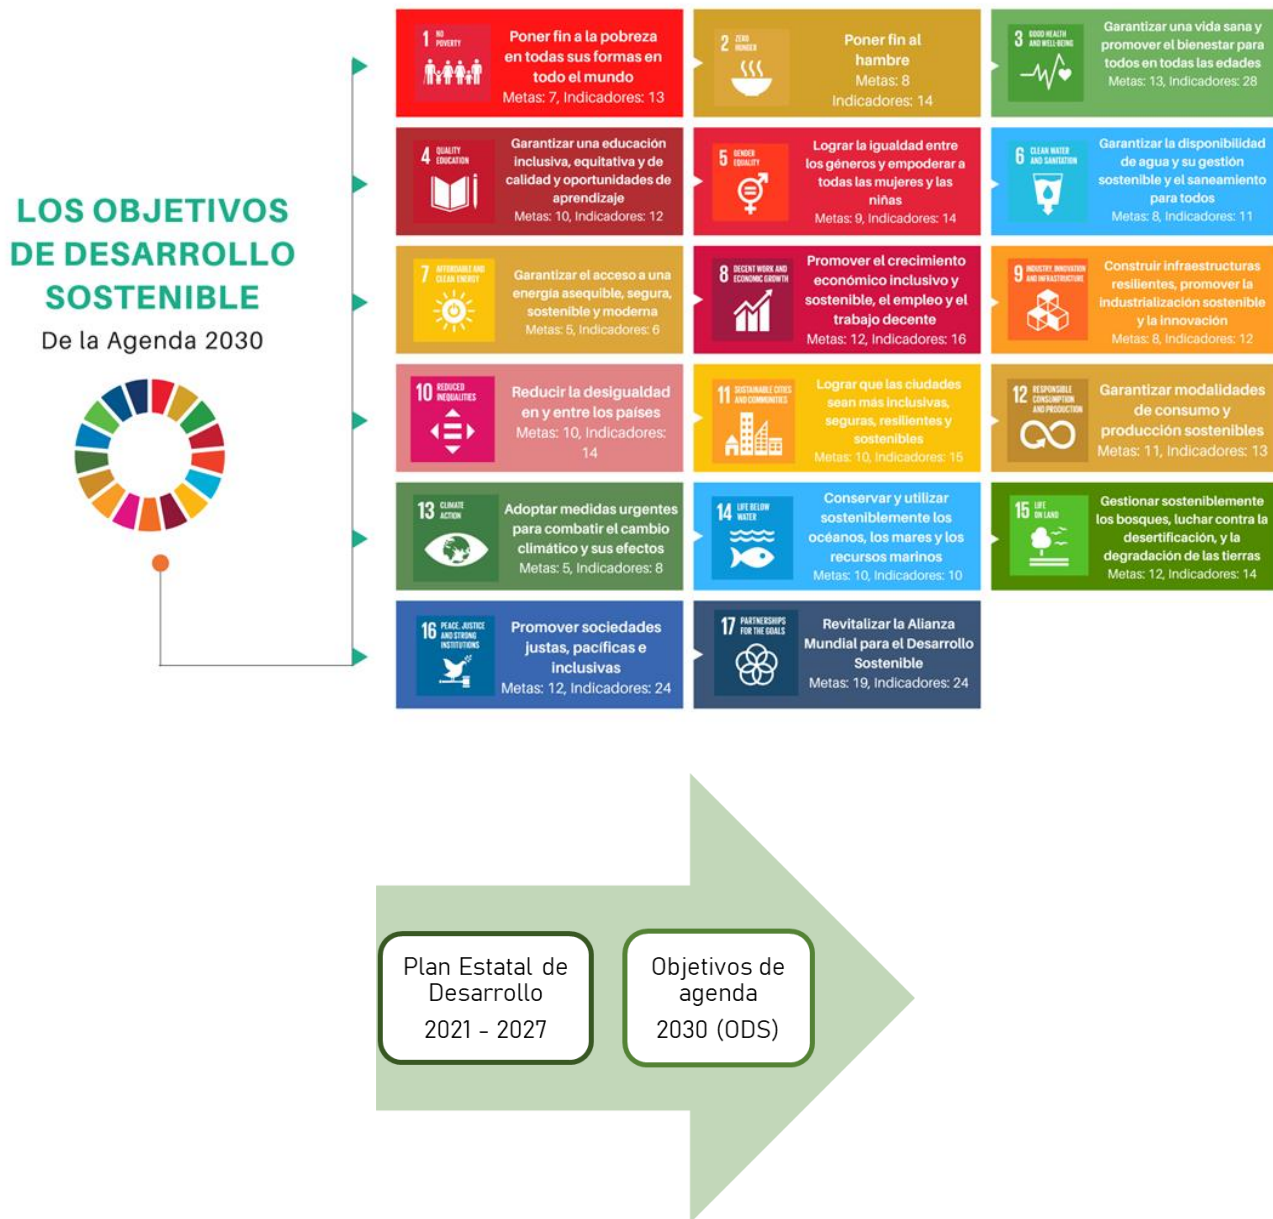 LOS OBJETIVOS
DE DESARROLLO
SOSTENIBLE
De la Agenda 2030
1 NO
POVERTY
Poner fin a la pobreza
en todas sus formas en
todo el mundo
Metas: 7, Indicadores: 13
2 ZERO
HUNGER
Poner fin al
hambre
Metas: 8
Indicadores: 14
3 GOOD HEALTH
AND WELL-BEING
Garantizar una vida sana y
promover el bienestar para
todos en todas las edades
Metas: 13, Indicadores: 28
4 QUALITY
EDUCATION
Garantizar una educación
inclusiva, equitativa y de
calidad y oportunidades de
aprendizaje
Metas: 10, Indicadores: 12
5 GENDER
EQUALITY
Lograr la igualdad entre
los géneros y empoderar a
todas las mujeres y las
niñas
Metas: 9, Indicadores: 14
6 CLEAN WATER
AND SANITATION
Garantizar la disponibilidad
de agua y su gestión
sostenible y el saneamiento
para todos
Metas: 8, Indicadores: 11
7 AFFORDABLE AND
CLEAN ENERGY
Garantizar el acceso a una
energía asequible, segura,
sostenible y moderna
Metas: 5, Indicadores: 6
8 DECENT WORK AND
ECONOMIC GROWTH
Promover el crecimiento
económico inclusivo y
sostenible, el empleo y el
trabajo decente
Metas: 12, Indicadores: 16
9 INDUSTRY, INNOVATION
AND INFRASTRUCTURE
Construir infraestructuras
resilientes, promover la
industrialización sostenible
y la innovación
Metas: 8, Indicadores: 12
10 REDUCED
INEQUALITIES
Reducir la desigualdad
en y entre los países
Metas: 10, Indicadores:
14
11 SUSTAINABLE CITIES
AND COMMUNITIES
Lograr que las ciudades
sean más inclusivas,
seguras, resilientes y
sostenibles
Metas: 10, Indicadores: 15
12 RESPONSIBLE
CONSUMPTION
AND PRODUCTION
Garantizar modalidades
de consumo y
producción sostenibles
Metas: 11, Indicadores: 13
13 CLIMATE
ACTION
Adoptar medidas urgentes
para combatir el cambio
climático y sus efectos
Metas: 5, Indicadores: 8
14 LIFE BELOW
WATER
Conservar y utilizar
sosteniblemente los
océanos, los mares y los
recursos marinos
Metas: 10, Indicadores: 10
15 LIFE
ON LAND
Gestionar sosteniblemente
los bosques, luchar contra la
desertificación, y la
degradación de las tierras
Metas: 12, Indicadores: 14
16 PEACE, JUSTICE
AND STRONG
INSTITUTIONS
Promover sociedades
justas, pacíficas e
inclusivas
Metas: 12, Indicadores: 24
17 PARTNERSHIPS
FOR THE GOALS
Revitalizar la Alianza
Mundial para el Desarrollo
Sostenible
Metas: 19, Indicadores: 24
Plan Estatal de
Desarrollo
2021 - 2027
Objetivos de
agenda
2030 (ODS)